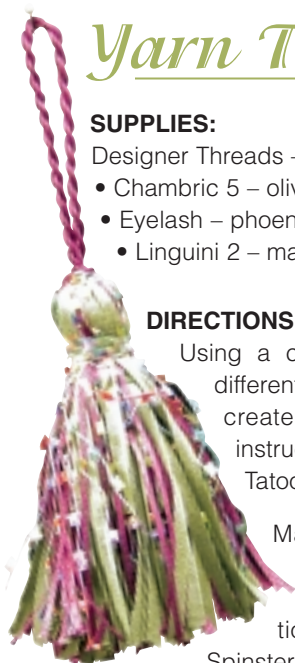 Yarn T
SUPPLIES:
Designer Threads -
• Chambric 5 – oliv
• Eyelash – phoen
• Linguini 2 – ma
DIRECTIONS
Using a c
different
create
instru
Tatoo
Ma
tio
Spinster